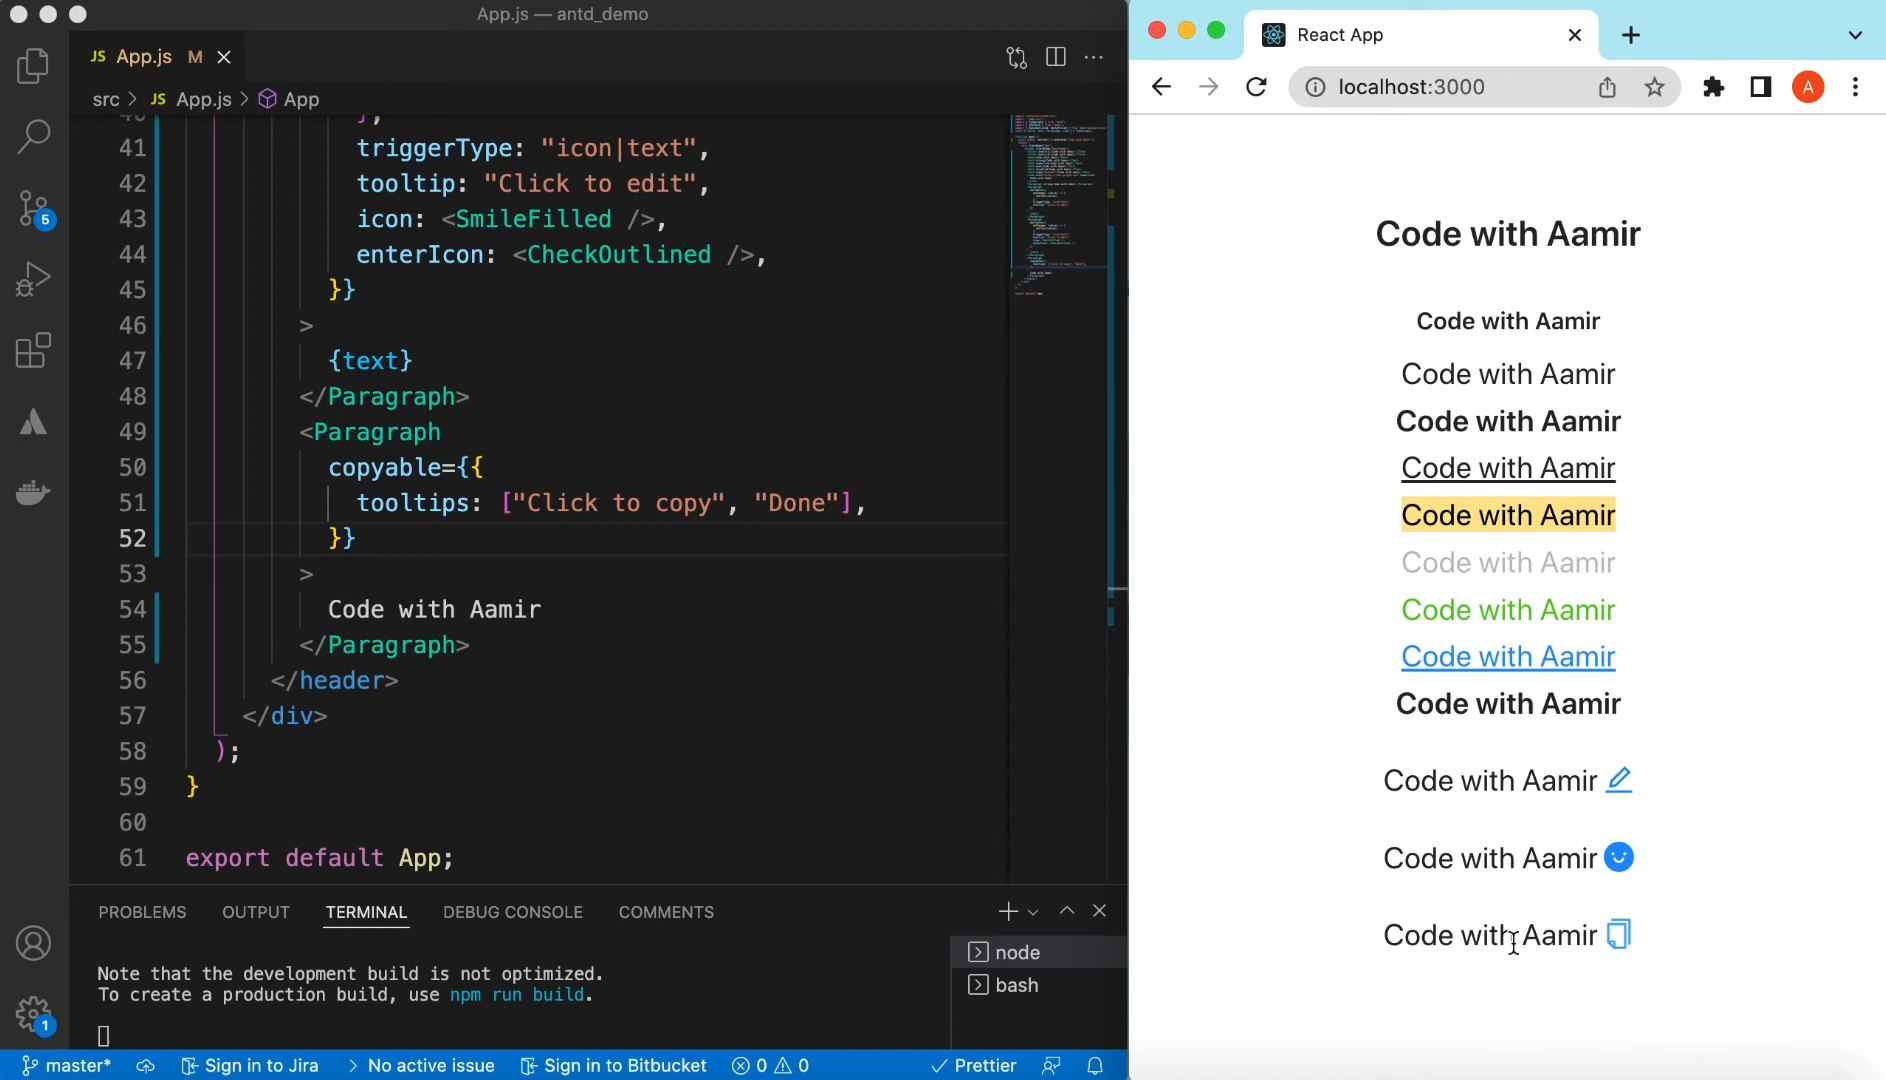 App.js — antd_demo
JS App.js M
src > JS App.js > App
41 triggerType: "icon|text",
42 tooltip: "Click to edit",
43 icon: <SmileFilled />,
44 enterIcon: <CheckOutlined />,
45 }}
46 >
47 {text}
48 </Paragraph>
49 <Paragraph
50 copyable={{
51 tooltips: ["Click to copy", "Done"],
52 }}
53 >
54 Code with Aamir
55 </Paragraph>
56 </header>
57 </div>
58 );
59 }
60
61 export default App;
5
1
PROBLEMS OUTPUT TERMINAL DEBUG CONSOLE COMMENTS
Note that the development build is not optimized.
To create a production build, use npm run build.
node
bash
master* Sign in to Jira > No active issue Sign in to Bitbucket 0 0 Prettier
React App
localhost:3000 A
Code with Aamir
Code with Aamir
Code with Aamir
Code with Aamir
Code with Aamir
Code with Aamir
Code with Aamir
Code with Aamir
Code with Aamir
Code with Aamir
Code with Aamir
Code with Aamir
Code with Aamir